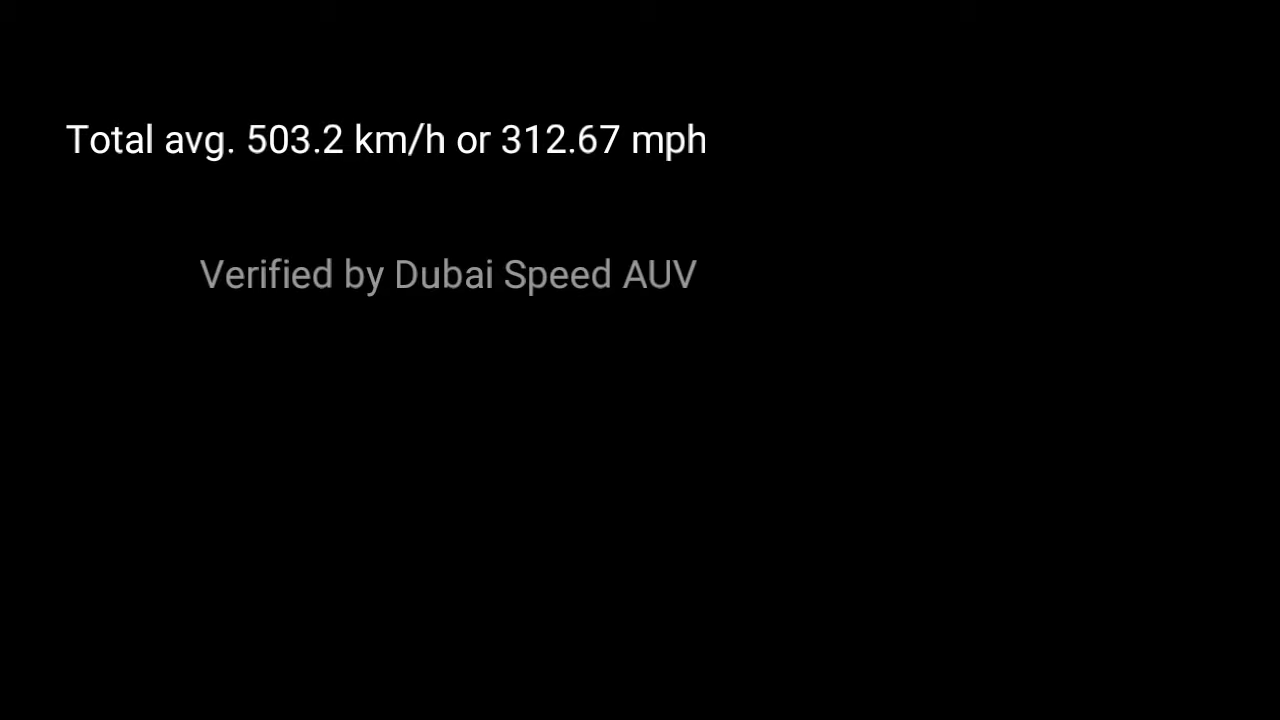 Total avg. 503.2 km/h or 312.67 mph
Verified by Dubai Speed AUV